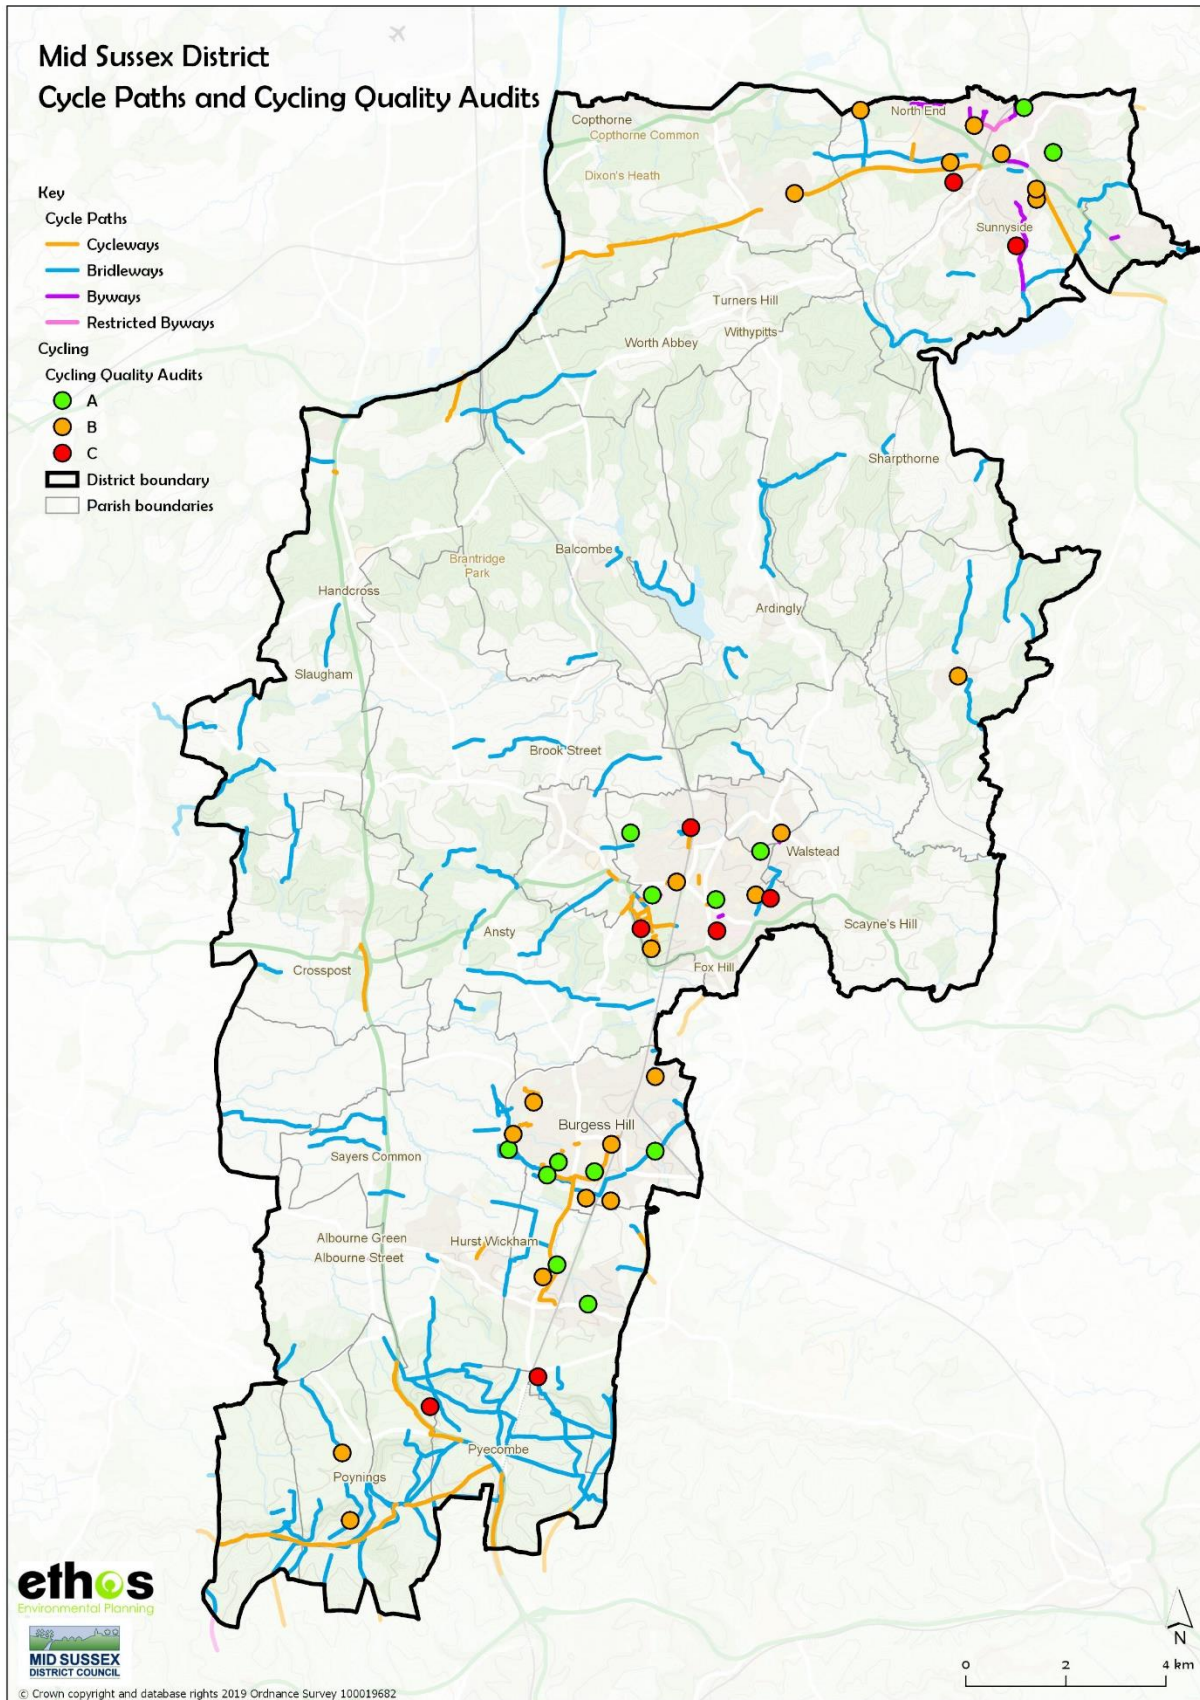 Mid Sussex District
Cycle Paths and Cycling Quality Audits
Key
Cycle Paths
Cycleways
Bridleways
Byways
Restricted Byways
Cycling
Cycling Quality Audits
A
B
C
District boundary
Parish boundaries
Copthorne
Copthorne Common
North End
Dixon's Heath
Sunnyside
Turners Hill
Withypitts
Worth Abbey
Sharpthorne
Balcombe
Brantridge
Park
Handcross
Ardingly
Slaugham
Brook Street
Walstead
Scayne's Hill
Ansty
Crosspost
Fox Hill
Burgess Hill
Sayers Common
Albourne Green
Hurst Wickham
Albourne Street
Pyecombe
Poynings
ethos
Environmental Planning
MID SUSSEX
DISTRICT COUNCIL
N
0 2 4 km
© Crown copyright and database rights 2019 Ordnance Survey 100019682